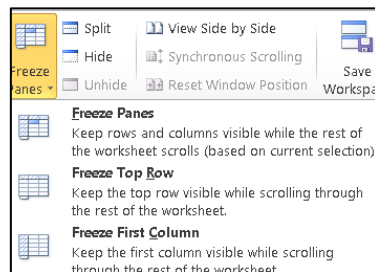 Split
View Side by Side
Hide
Synchronous Scrolling
Freeze
Panes
Unhide
Reset Window Position
Save
Workspa
Freeze Panes
Keep rows and columns visible while the rest of
the worksheet scrolls (based on current selection)
Freeze Top Row
Keep the top row visible while scrolling through
the rest of the worksheet.
Freeze First Column
Keep the first column visible while scrolling
through the rest of the worksheet